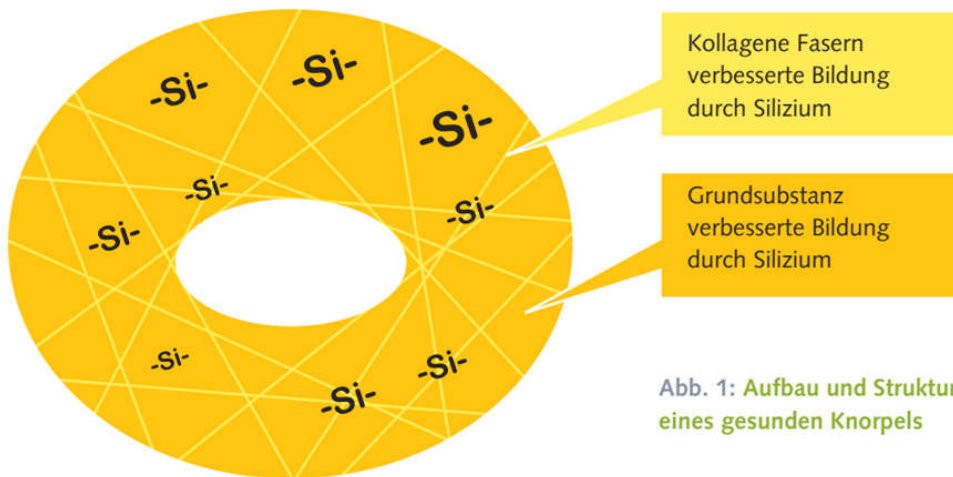 -Si-
-Si-
-Si-
-Si-
-Si-
-Si-
-Si-
-Si-
-Si-
Kollagene Fasern
verbesserte Bildung
durch Silizium
Grundsubstanz
verbesserte Bildung
durch Silizium
Abb. 1: Aufbau und Struktur
eines gesunden Knorpels